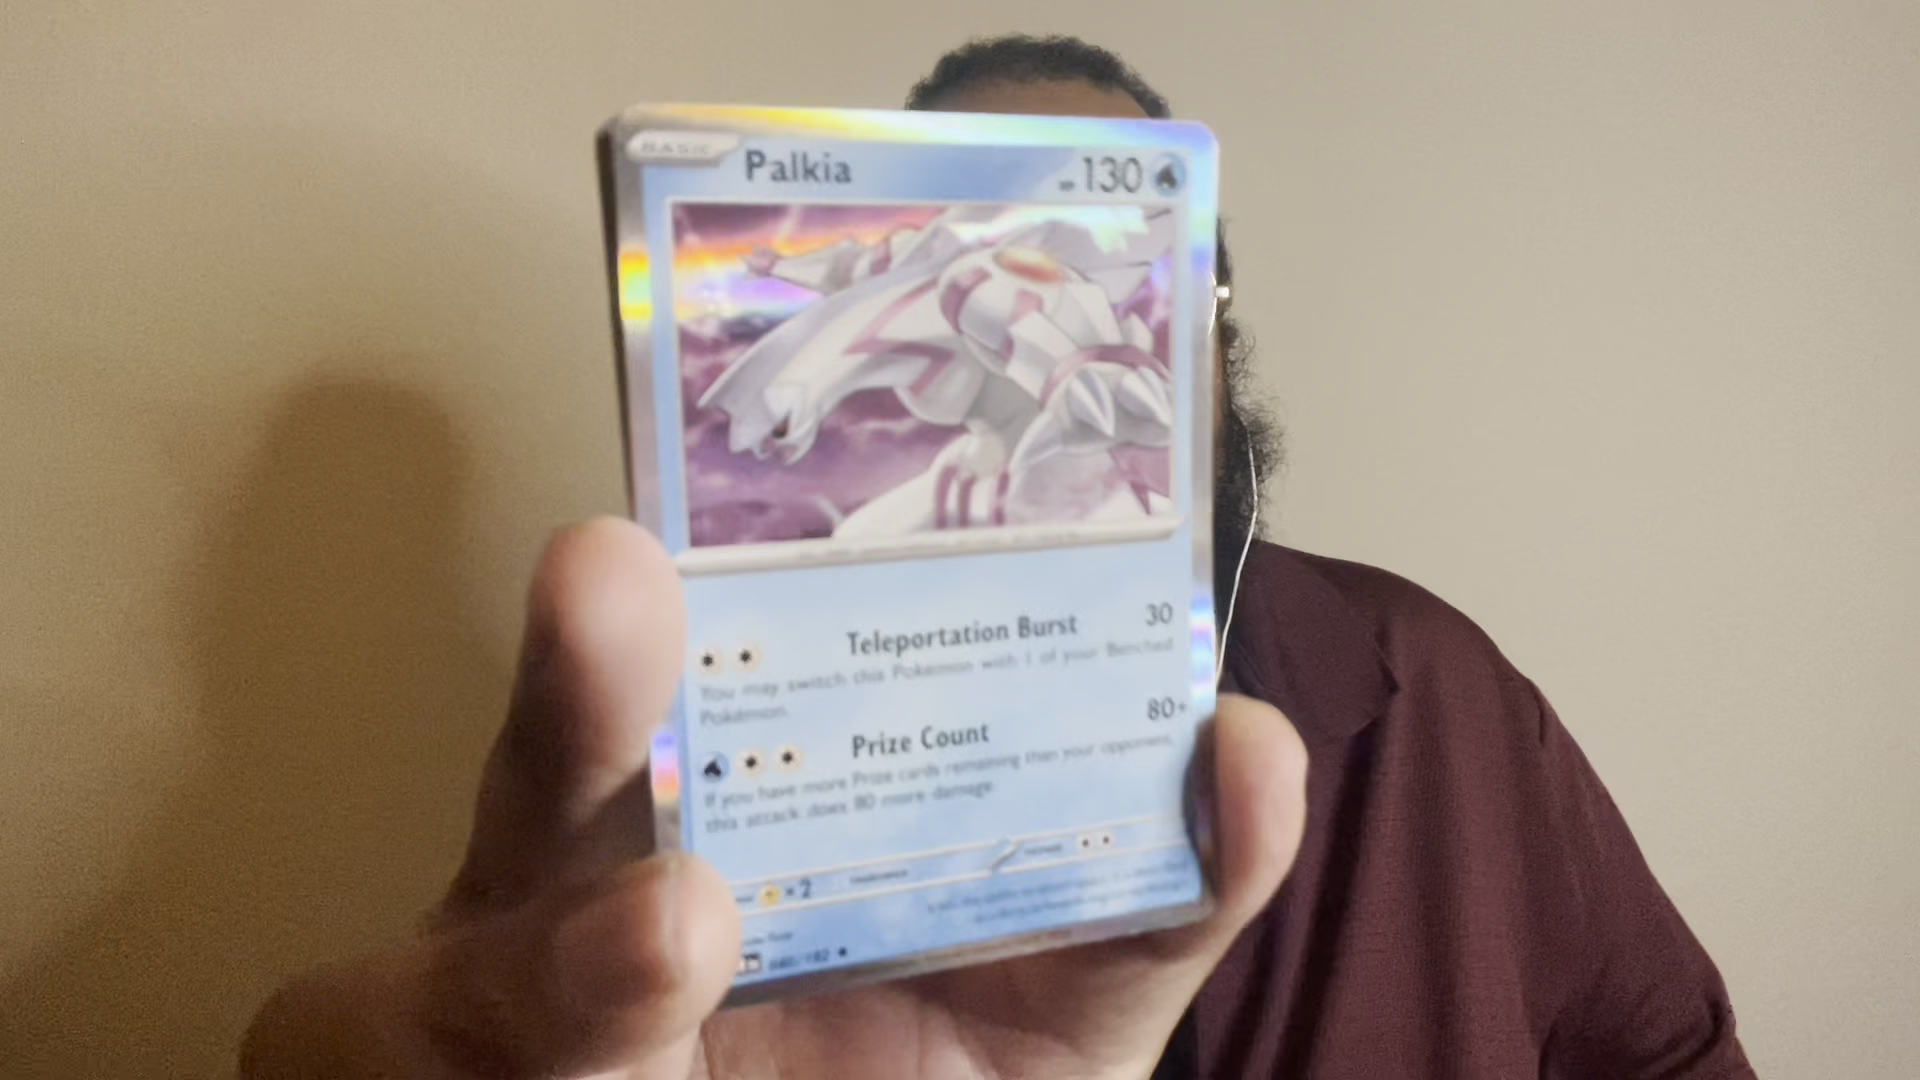 BASIC
Palkia
HP 130
Teleportation Burst 30
You may switch this Pokémon with 1 of your Benched
Pokémon.
Prize Count 80+
If you have more Prize cards remaining than your opponent,
this attack does 80 more damage.
×2